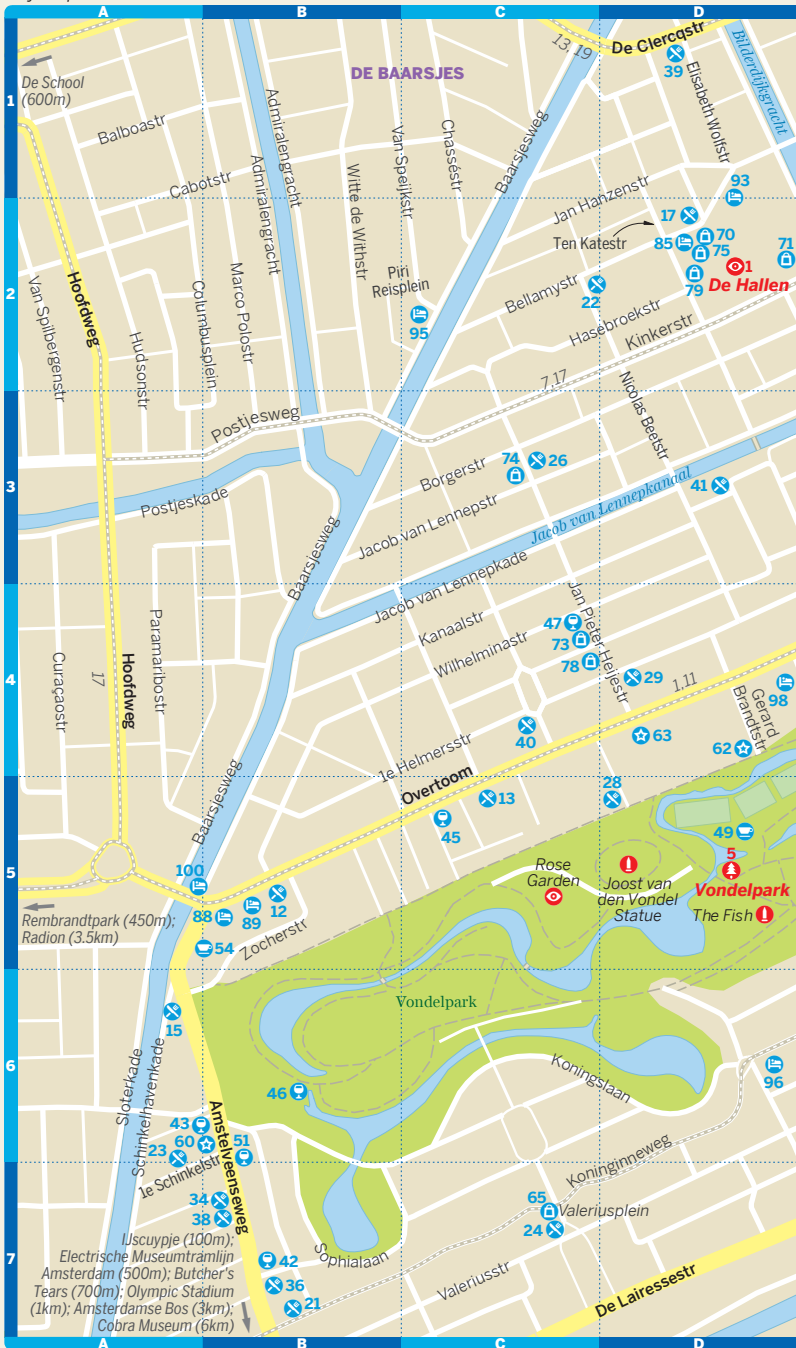 A B C D
1
2
3
4
5
6
7
De School
(600m)
DE BAARSJES
13, 19
De Clercqstr
39
Bilderdijkgracht
Elisabeth Wolfstr
Balboastr
Cabotstr
Admiralengracht
Admiralengracht
Witte de Withstr
Van Speijkstr
Chasséstr
Baarsjesweg
93
Jan Hanzenstr
17
Ten Katestr
70
85
75
71
79
1
De Hallen
Hoofdweg
Van Spilbergenstr
Hudsonstr
Columbusplein
Marco Polostr
Piri
Reisplein
95
Bellamystr
22
Hasebroekstr
Kinkerstr
7,17
Postjesweg
Nicolas Beetstr
74
26
Borgerstr
41
Postjeskade
Jacob van Lennepstr
Jacob van Lennepkanaal
Baarsjesweg
Jacob van Lennepkade
Kanaalstr
Jan Pieter Heijestr
47
73
Wilhelminastr
78
29
1,11
98
Paramaribostr
Curaçaostr
17
Hoofdweg
40
63
Gerard
Brandtstr
62
1e Helmersstr
Overtoom
13
28
45
49
Baarsjesweg
5
Vondelpark
Rose
Garden
Joost van
den Vondel
Statue
The Fish
100
12
88
89
Rembrandtpark (450m);
Radion (3.5km)
Zocherstr
54
Vondelpark
15
Sloterkade
Schinkelhavenkade
46
Koningslaan
96
Amstelveenseweg
43
60
51
23
1e Schinkelstr
Koninginneweg
34
65
Valeriusplein
38
24
IJscuypje (100m);
Electrische Museumtramlijn
Amsterdam (500m); Butcher's
Tears (700m); Olympic Stadium
(1km); Amsterdamse Bos (3km);
Cobra Museum (6km)
42
36
21
Sophialaan
Valeriusstr
De Lairessestr
A B C D